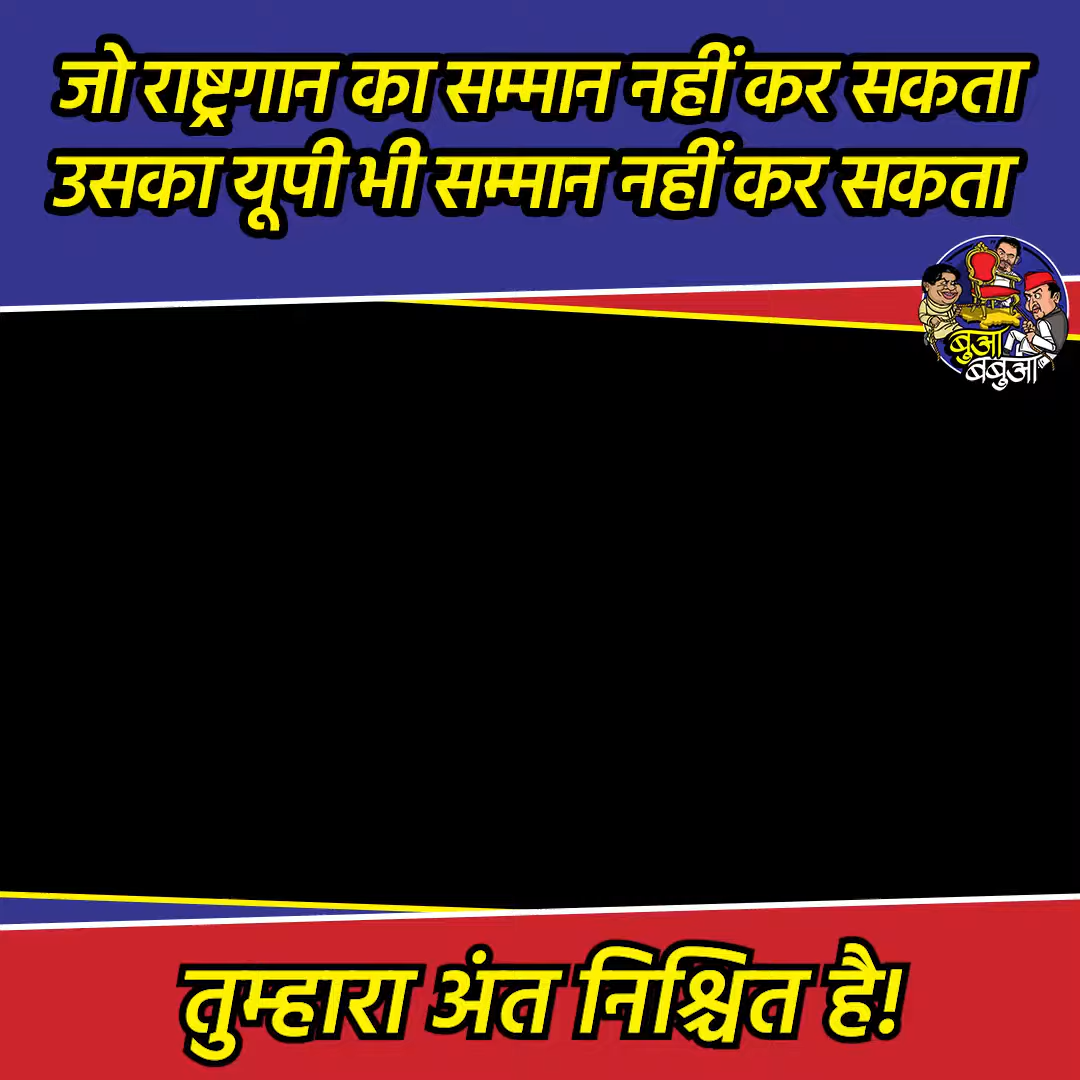 जो राष्ट्रगान का सम्मान नहीं कर सकता
उसका यूपी भी सम्मान नहीं कर सकता
बुआ
बबुआ
तुम्हारा अंत निश्चित है!